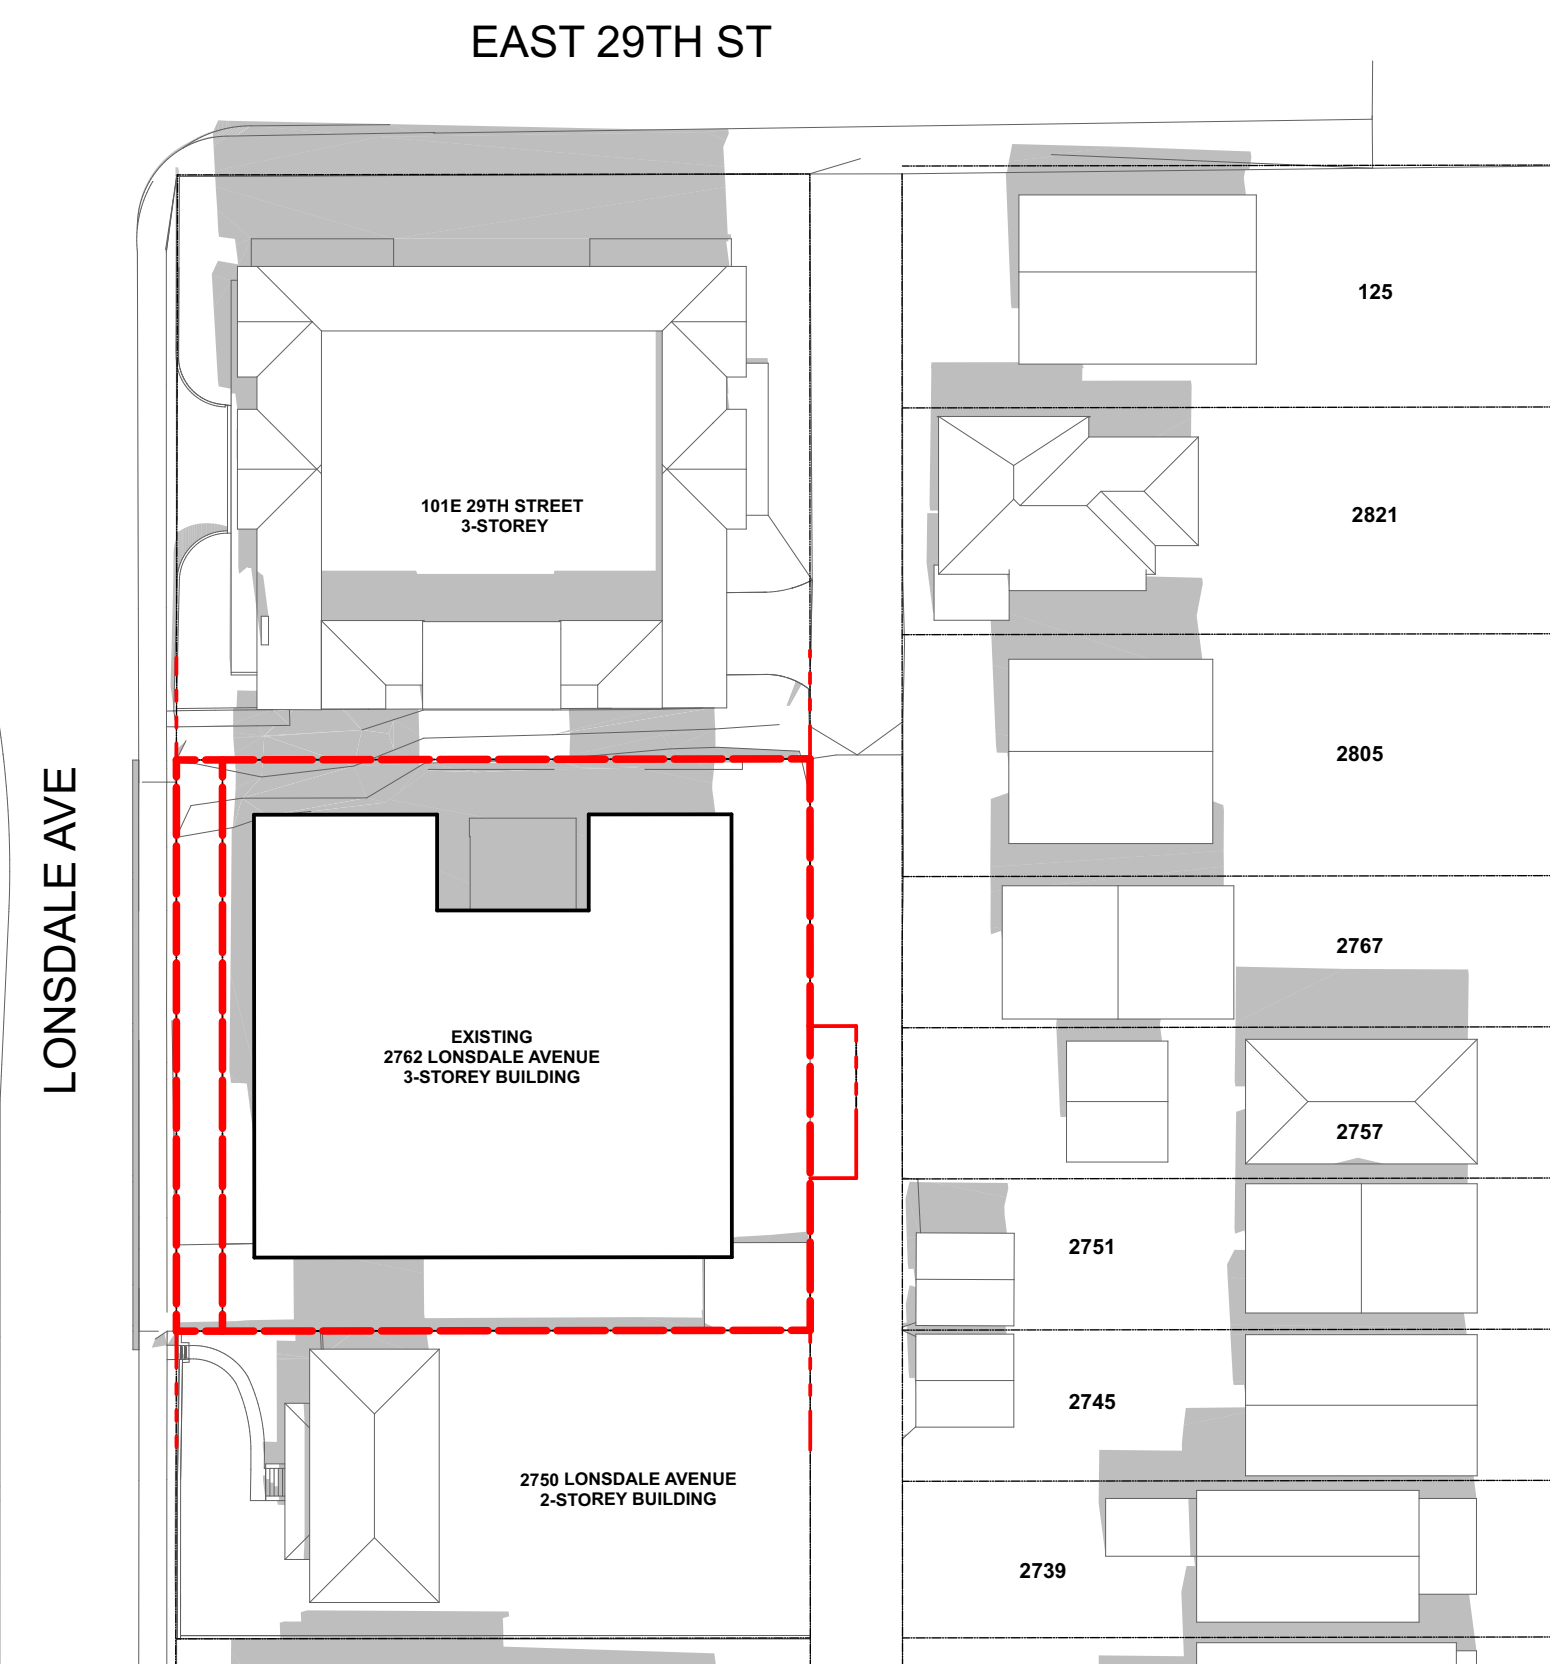 EAST 29TH ST
125
101E 29TH STREET
3-STOREY
2821
2805
LONSDALE AVE
2767
EXISTING
2762 LONSDALE AVENUE
3-STOREY BUILDING
2757
2751
2745
2750 LONSDALE AVENUE
2-STOREY BUILDING
2739